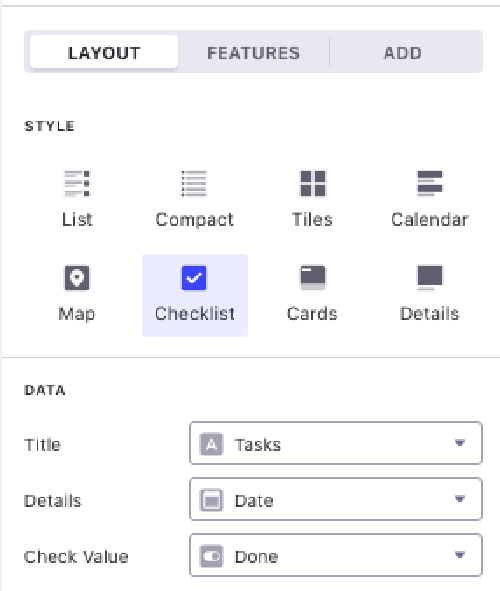 LAYOUT FEATURES ADD
STYLE
List Compact Tiles Calendar
Map Checklist Cards Details
DATA
Title A Tasks
Details Date
Check Value Done